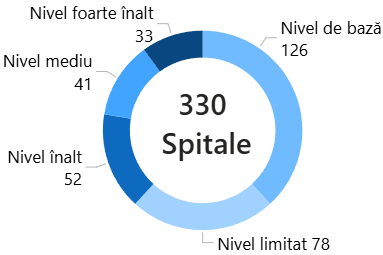 Nivel foarte înalt
33
Nivel de bază
126
Nivel mediu
41
330
Spitale
Nivel înalt
52
Nivel limitat 78